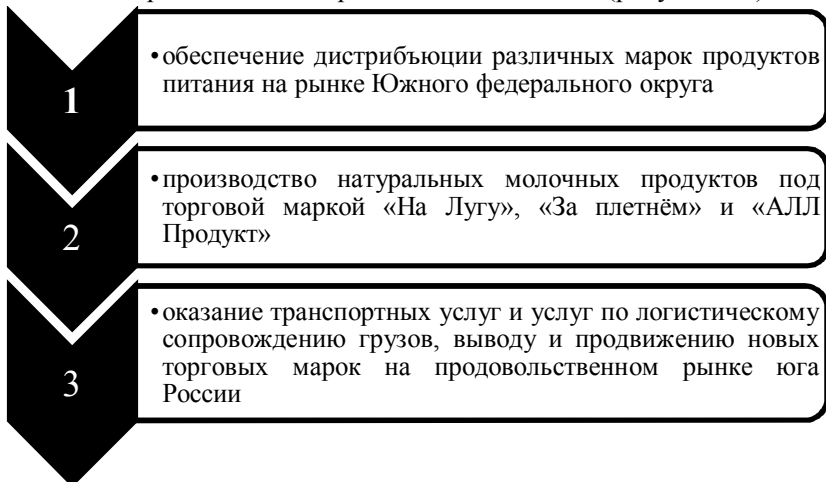 1
•обеспечение дистрибъюции различных марок продуктов
питания на рынке Южного федерального округа
2
•производство натуральных молочных продуктов под
торговой маркой «На Лугу», «За плетнём» и «АЛЛ
Продукт»
3
•оказание транспортных услуг и услуг по логистическому
сопровождению грузов, выводу и продвижению новых
торговых марок на продовольственном рынке юга
России